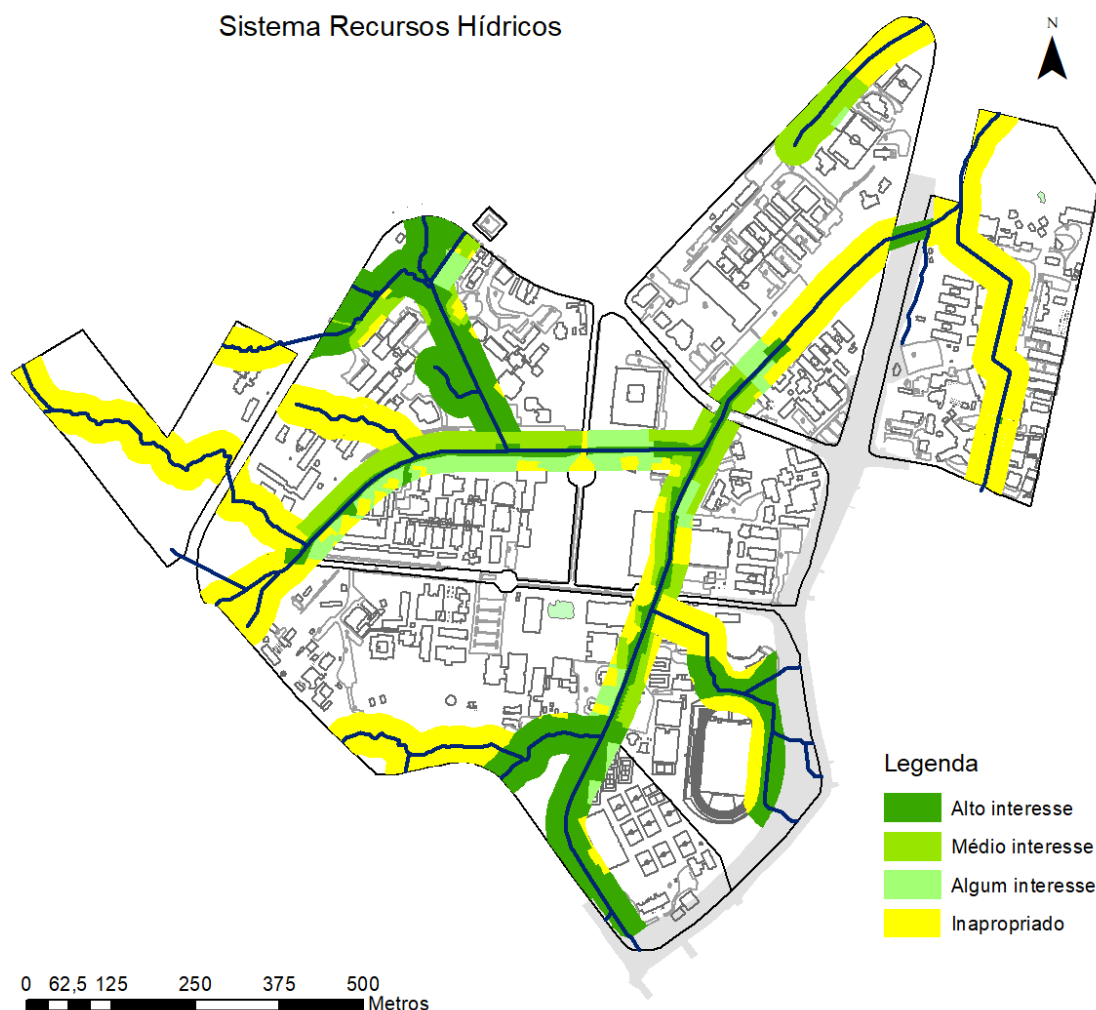 Sistema Recursos Hídricos
N
Legenda
Alto interesse
Médio interesse
Algum interesse
Inapropriado
0 62,5 125 250 375 500
Metros